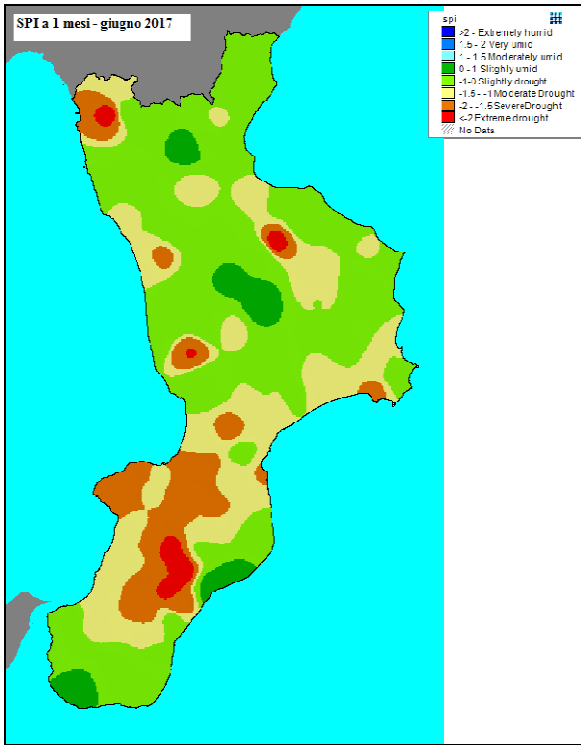 SPI a 1 mesi - giugno 2017
spi
>2 - Extremely humid
1.5 - 2 Very umid
1 - 1.5 Moderately umid
0 - 1 Slitghly umid
-1-0 Slightly drought
-1.5 - -1 Moderate Drought
-2 - -1.5 Severe Drought
<-2 Extreme drought
No Data